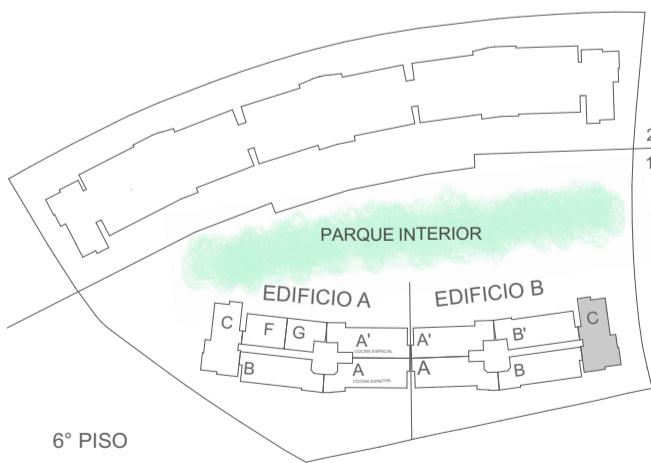 2
1
PARQUE INTERIOR
EDIFICIO A
EDIFICIO B
C
F
G
A'
COCINA ESPECIAL
A'
B'
C
B
A
COCINA ESPECIAL
A
B
6° PISO